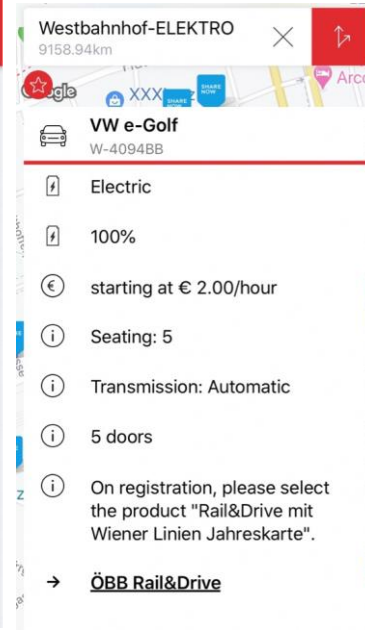 Westbahnhof-ELEKTRO
9158.94km
Google
XXX
SHARE NOW
SHARE NOW
Arc
VW e-Golf
W-4094BB
Electric
100%
€ starting at € 2.00/hour
i Seating: 5
i Transmission: Automatic
i 5 doors
i On registration, please select
the product "Rail&Drive mit
Wiener Linien Jahreskarte".
→ ÖBB Rail&Drive